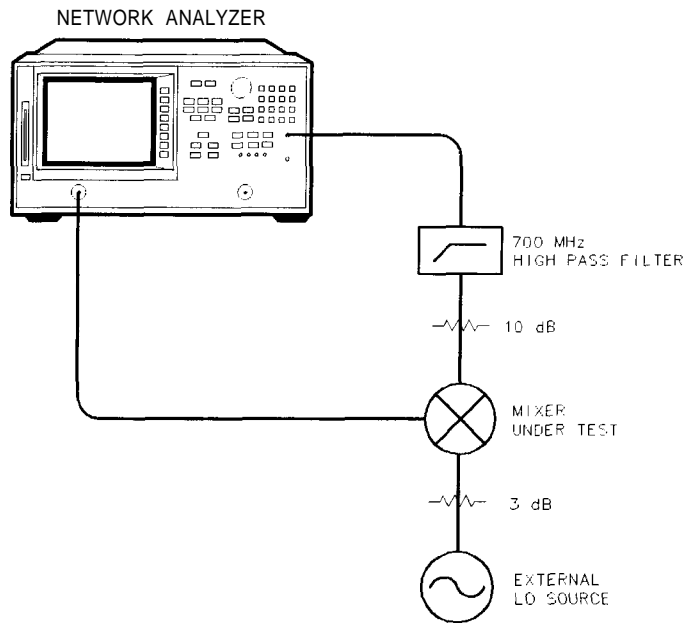 NETWORK ANALYZER
700 MHz
HIGH PASS FILTER
10 dB
MIXER
UNDER TEST
3 dB
EXTERNAL
LO SOURCE